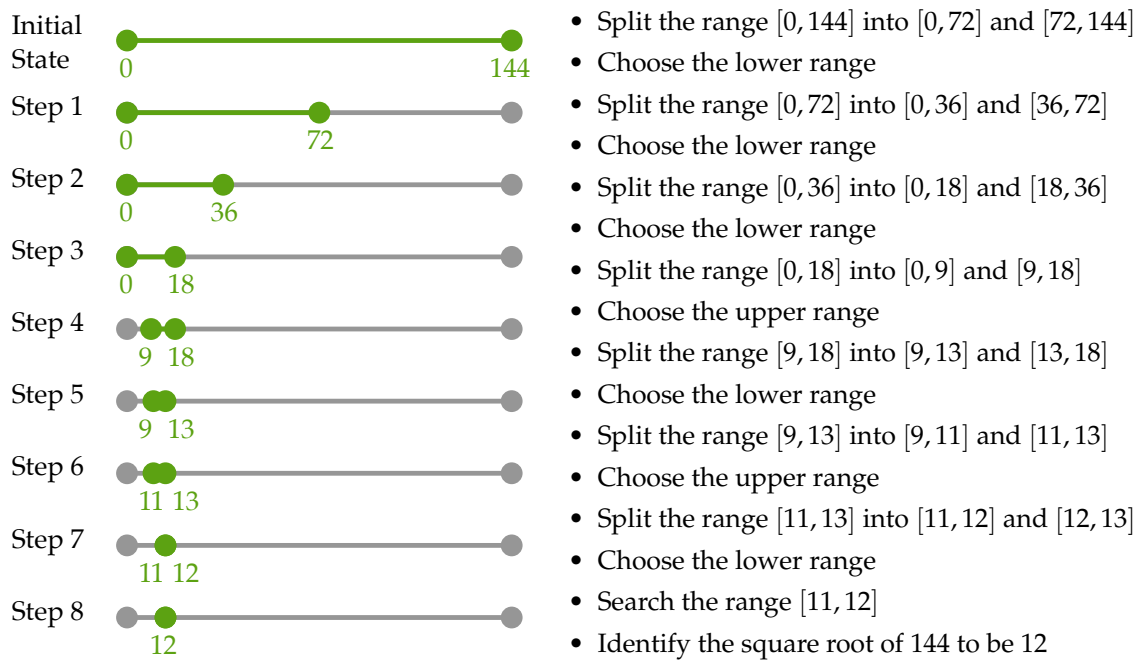 Initial
State
0 144
Step 1
0 72
Step 2
0 36
Step 3
0 18
Step 4
9 18
Step 5
9 13
Step 6
11 13
Step 7
11 12
Step 8
12
• Split the range [0, 144] into [0, 72] and [72, 144]
• Choose the lower range
• Split the range [0, 72] into [0, 36] and [36, 72]
• Choose the lower range
• Split the range [0, 36] into [0, 18] and [18, 36]
• Choose the lower range
• Split the range [0, 18] into [0, 9] and [9, 18]
• Choose the upper range
• Split the range [9, 18] into [9, 13] and [13, 18]
• Choose the lower range
• Split the range [9, 13] into [9, 11] and [11, 13]
• Choose the upper range
• Split the range [11, 13] into [11, 12] and [12, 13]
• Choose the lower range
• Search the range [11, 12]
• Identify the square root of 144 to be 12